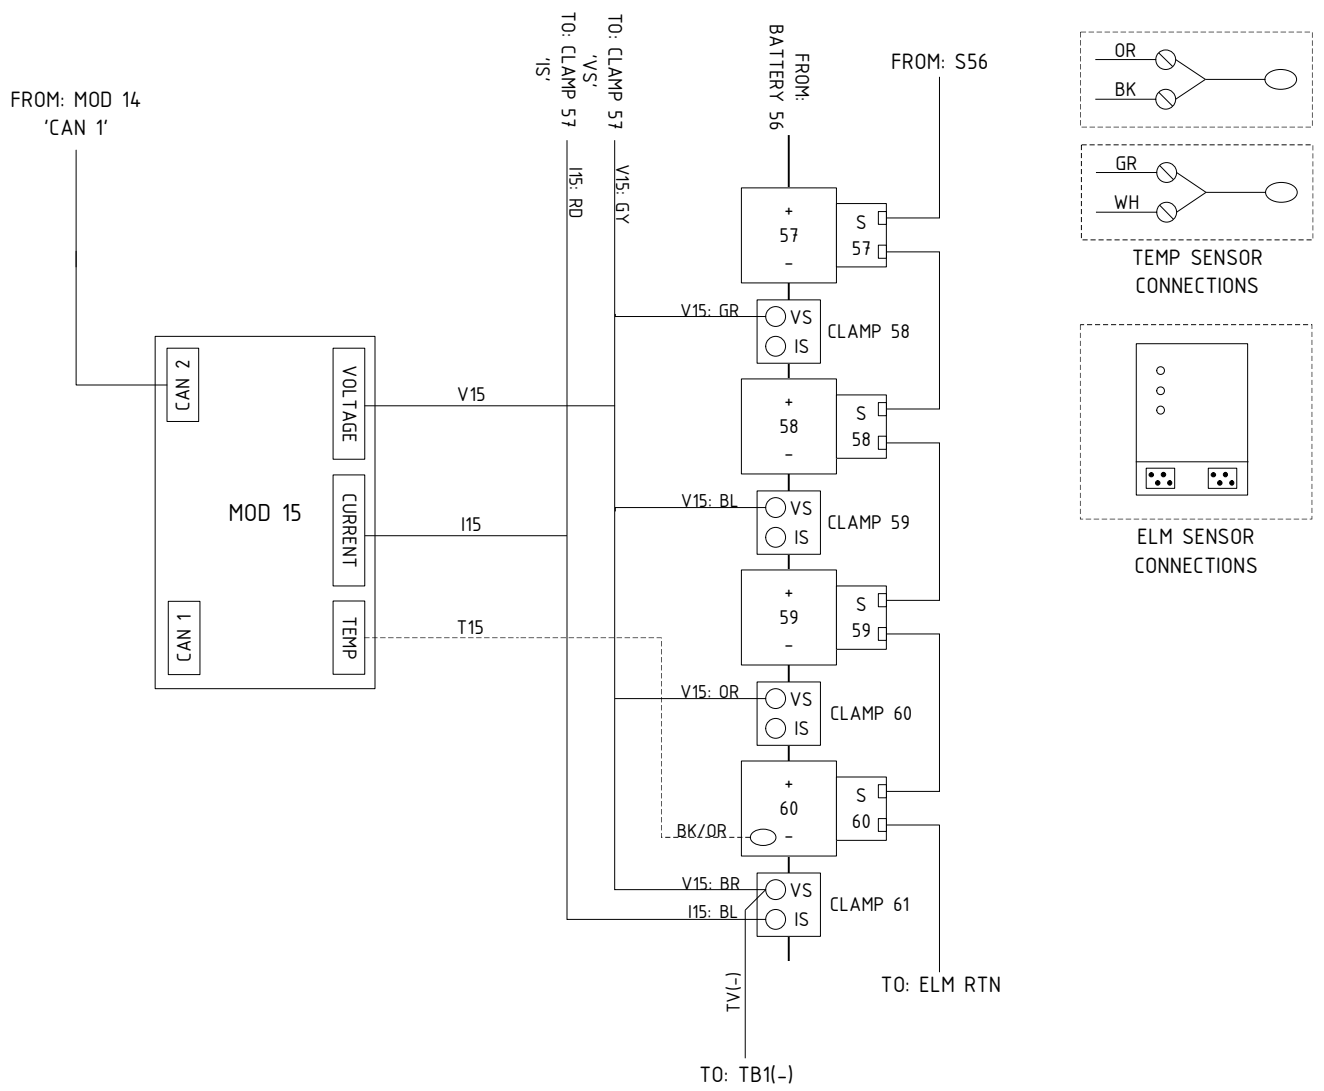 FROM: MOD 14
'CAN 1'
TO: CLAMP 57
'IS'
TO: CLAMP 57
'VS'
FROM:
BATTERY 56
FROM: S56
I15: RD
V15: GY
OR
BK
GR
WH
TEMP SENSOR
CONNECTIONS
ELM SENSOR
CONNECTIONS
MOD 15
CAN 2
CAN 1
VOLTAGE
CURRENT
TEMP
V15
I15
T15
+
57
-
S
57
V15: GR
VS
IS
CLAMP 58
+
58
-
S
58
V15: BL
VS
IS
CLAMP 59
+
59
-
S
59
V15: OR
VS
IS
CLAMP 60
+
60
-
S
60
BK/OR
V15: BR
I15: BL
VS
IS
CLAMP 61
TV(-)
TO: TB1(-)
TO: ELM RTN